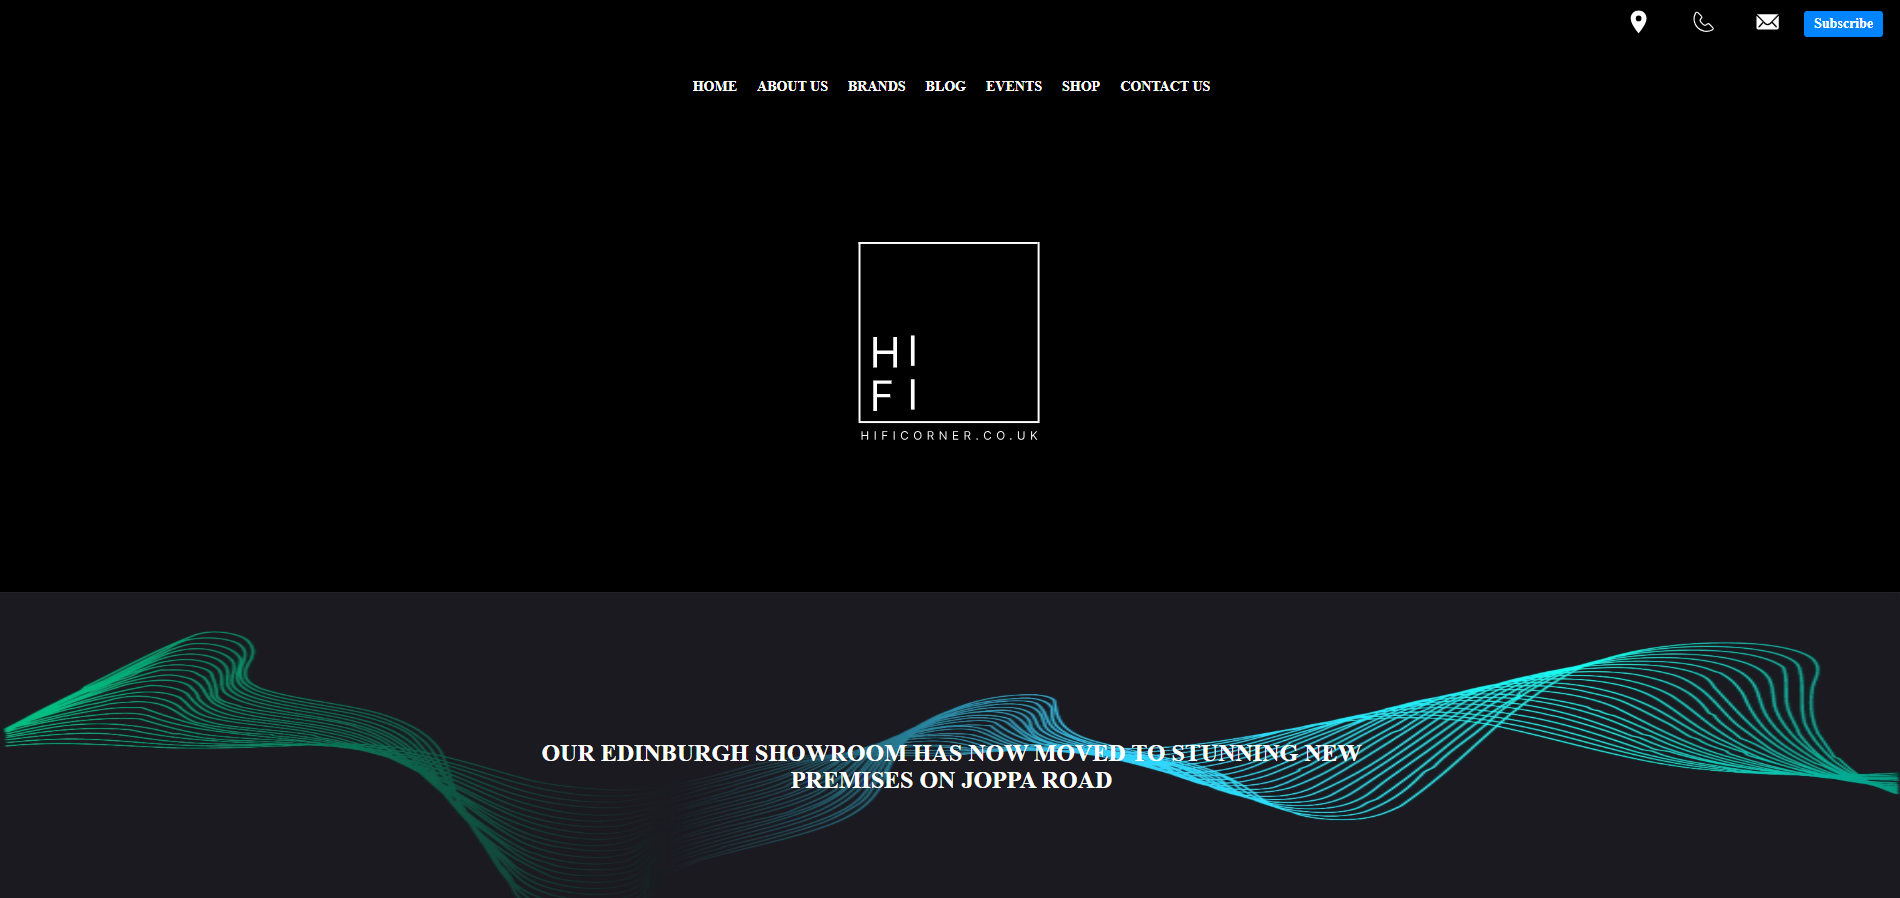 Subscribe
HOME ABOUT US BRANDS BLOG EVENTS SHOP CONTACT US
HI
FI
HIFICORNER.CO.UK
OUR EDINBURGH SHOWROOM HAS NOW MOVED TO STUNNING NEW
PREMISES ON JOPPA ROAD